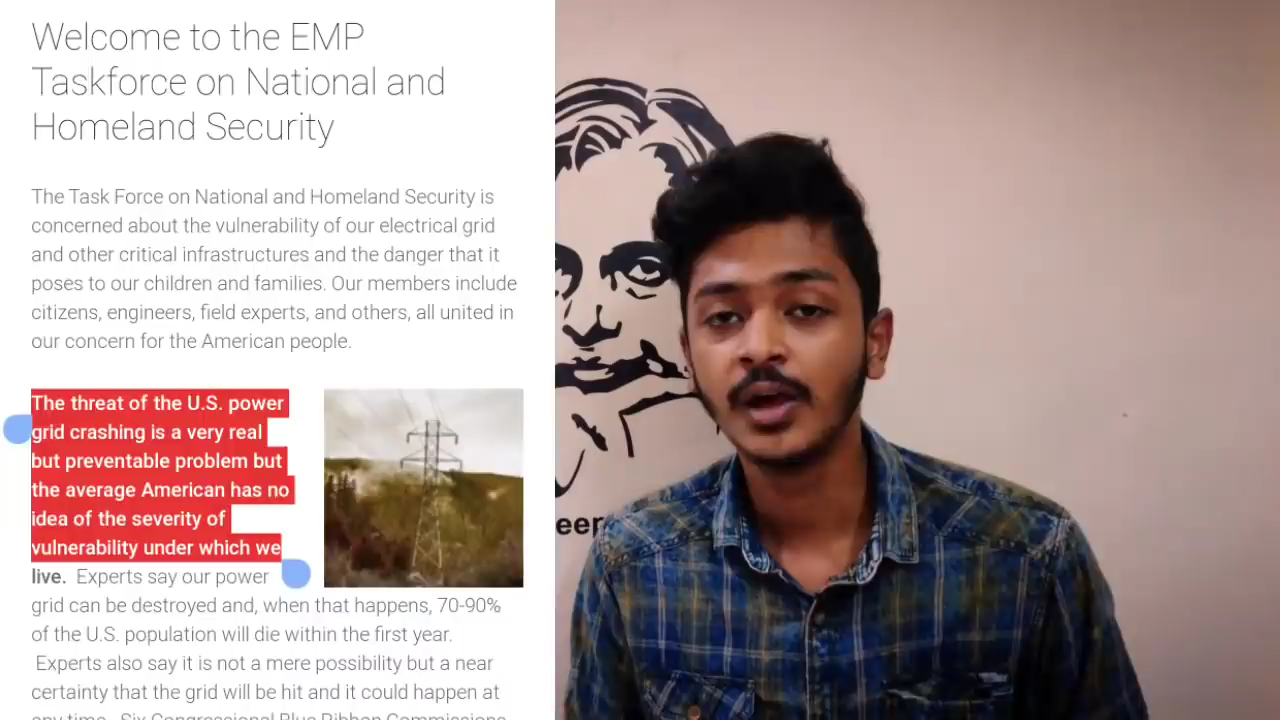 Welcome to the EMP
Taskforce on National and
Homeland Security
The Task Force on National and Homeland Security is
concerned about the vulnerability of our electrical grid
and other critical infrastructures and the danger that it
poses to our children and families. Our members include
citizens, engineers, field experts, and others, all united in
our concern for the American people.
The threat of the U.S. power
grid crashing is a very real
but preventable problem but
the average American has no
idea of the severity of
vulnerability under which we
live. Experts say our power
grid can be destroyed and, when that happens, 70-90%
of the U.S. population will die within the first year.
Experts also say it is not a mere possibility but a near
certainty that the grid will be hit and it could happen at
any time. Six Congressional Blue Ribbon Commissions